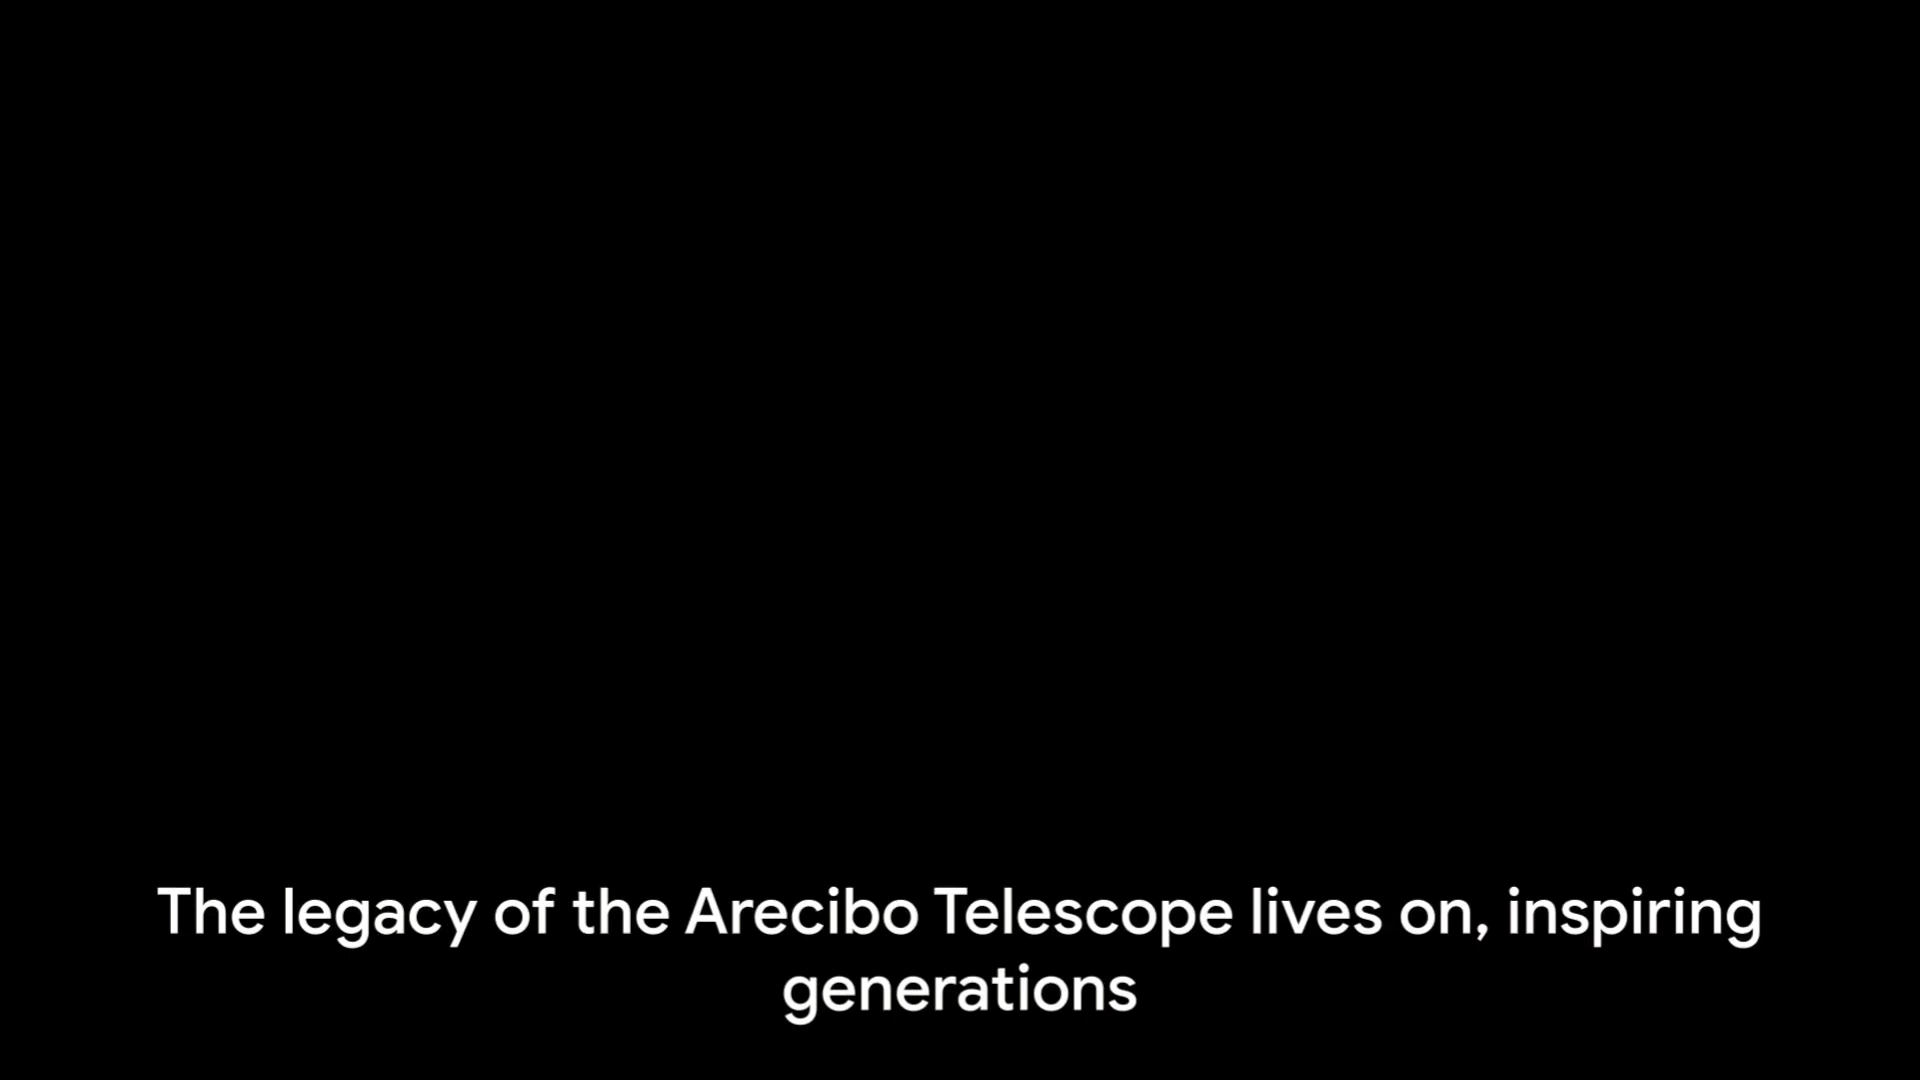 The legacy of the Arecibo Telescope lives on, inspiring
generations